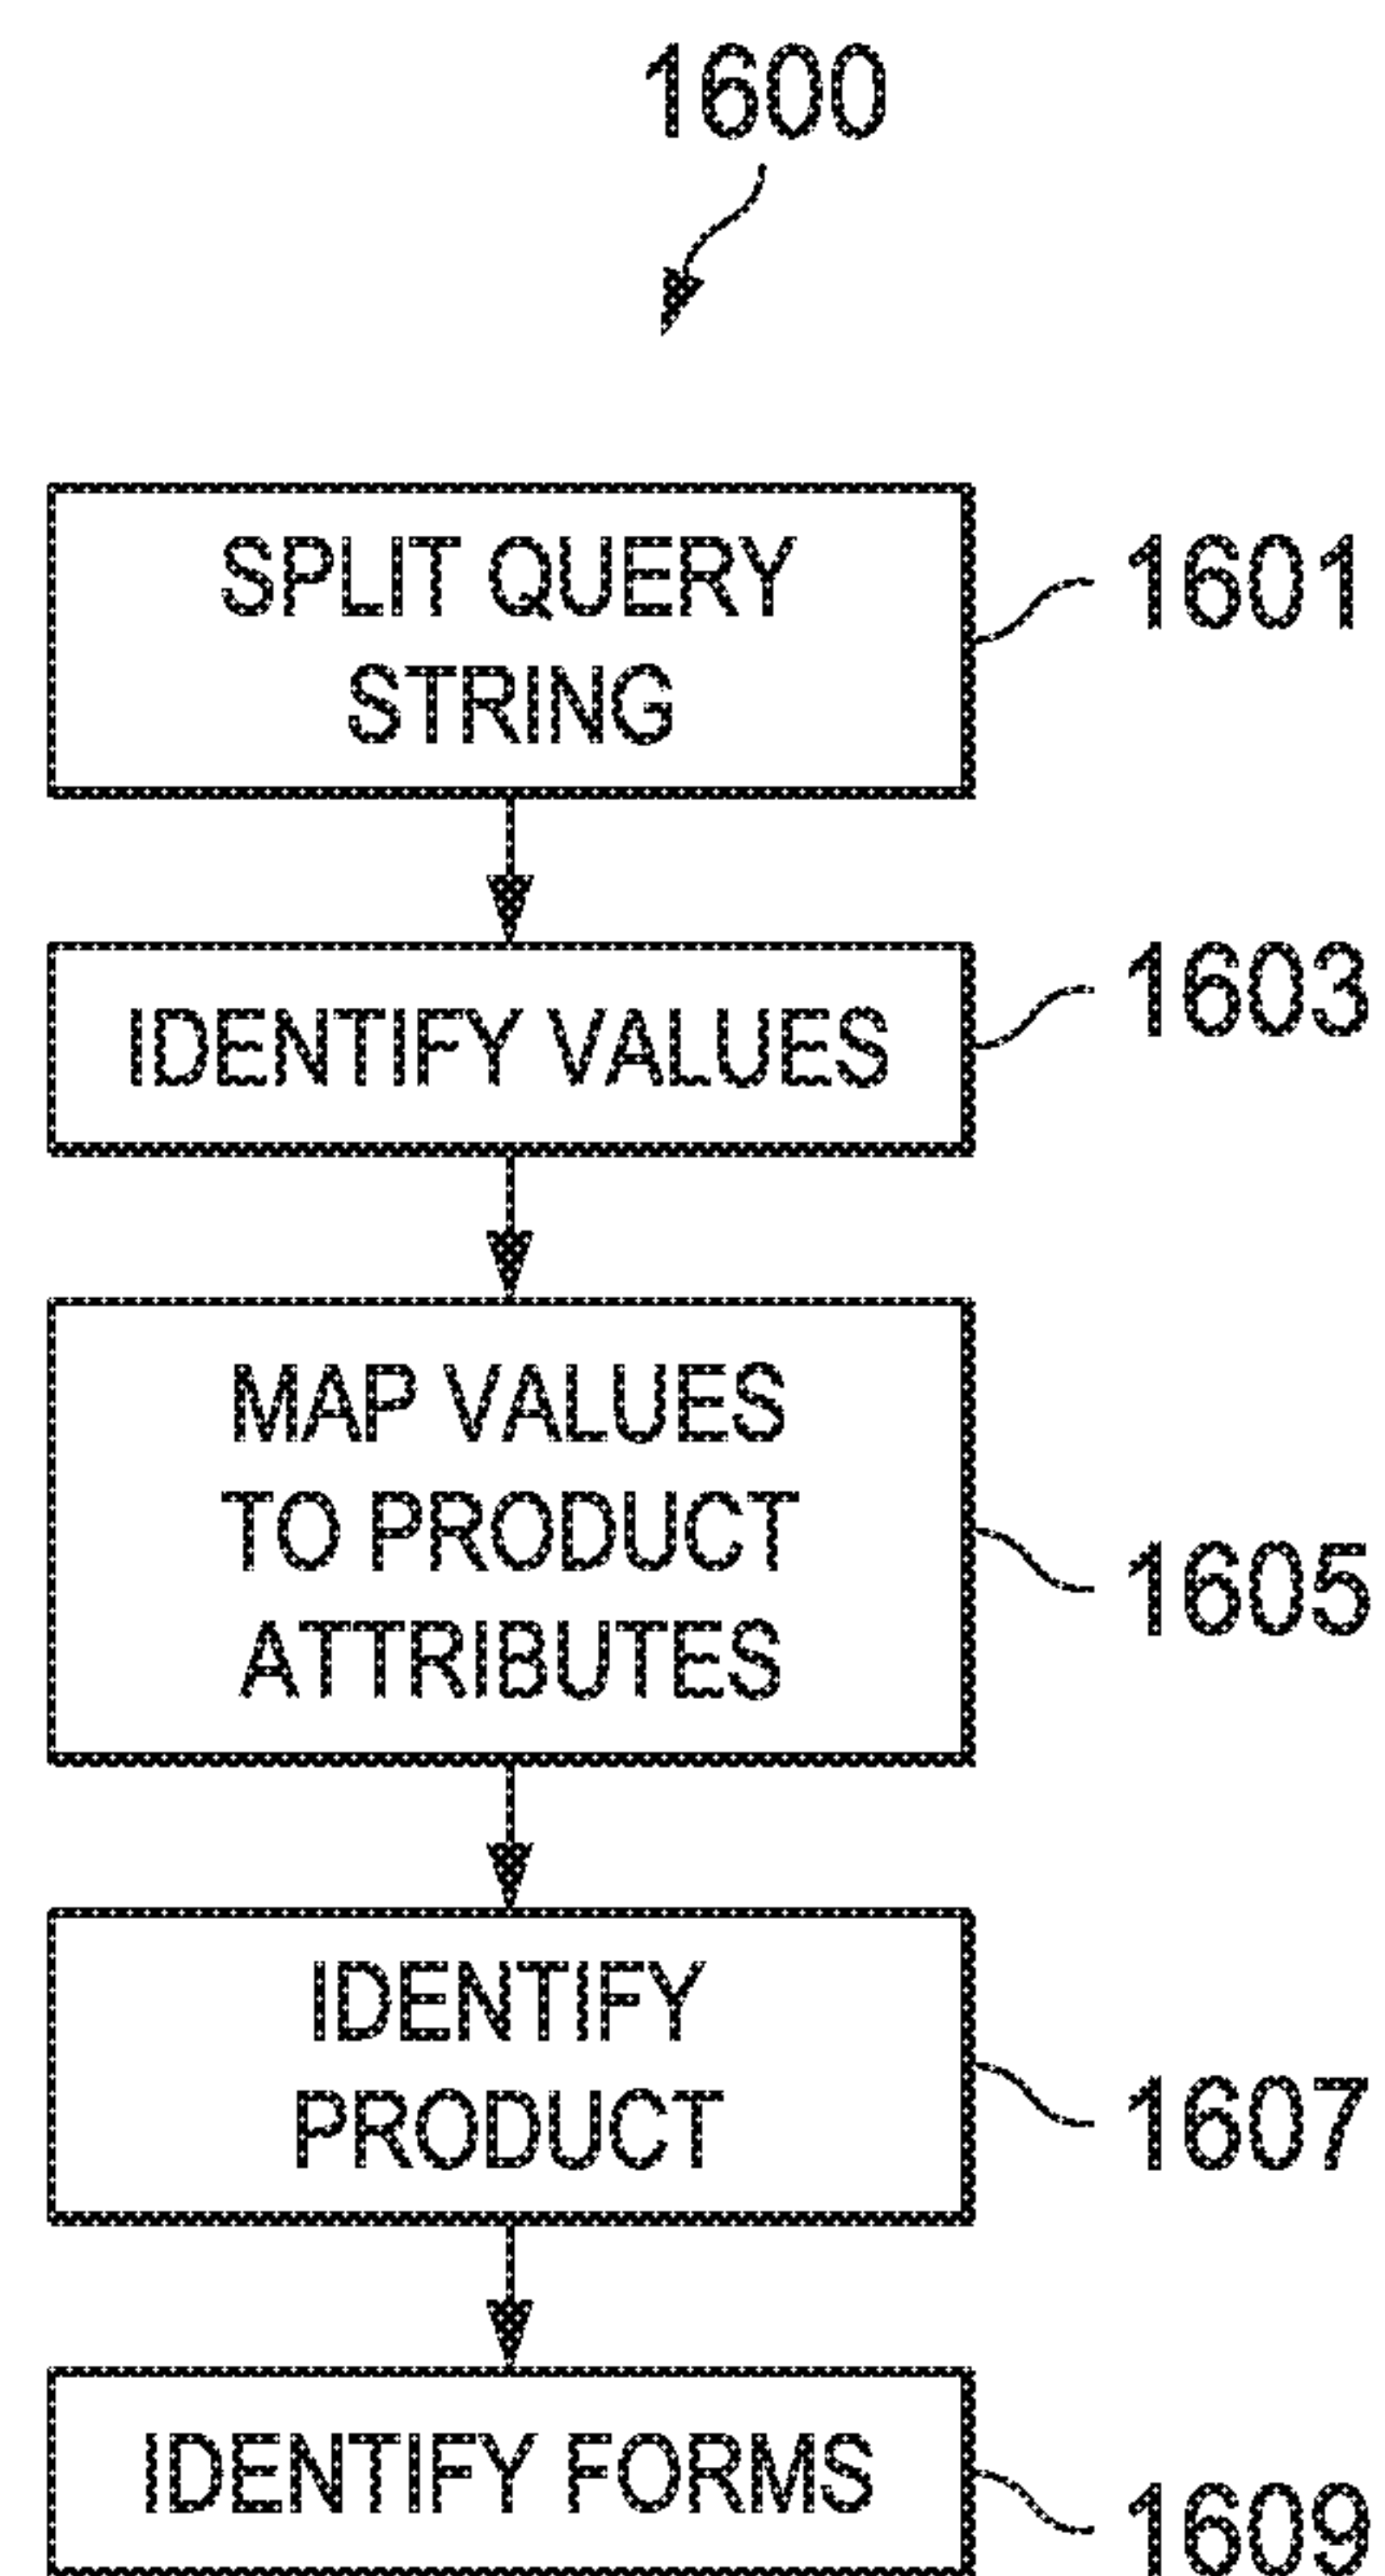 1600
SPLIT QUERY
STRING
1601
IDENTIFY VALUES
1603
MAP VALUES
TO PRODUCT
ATTRIBUTES
1605
IDENTIFY
PRODUCT
1607
IDENTIFY FORMS
1609